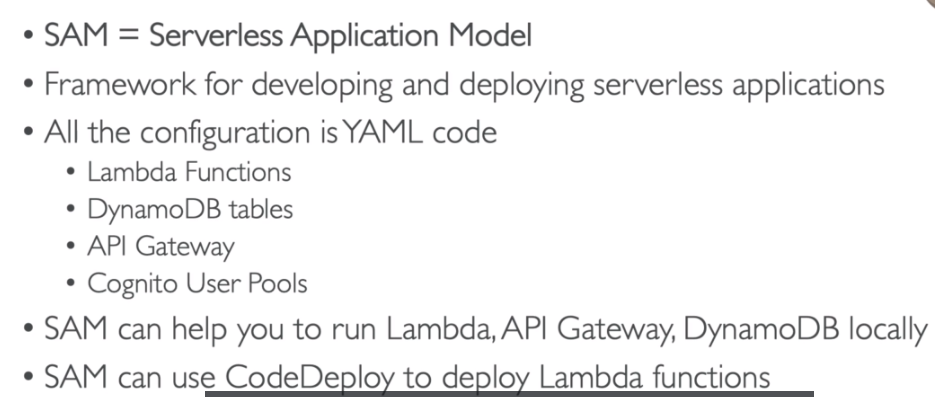 • SAM = Serverless Application Model
• Framework for developing and deploying serverless applications
• All the configuration is YAML code
• Lambda Functions
• DynamoDB tables
• API Gateway
• Cognito User Pools
• SAM can help you to run Lambda, API Gateway, DynamoDB locally
• SAM can use CodeDeploy to deploy Lambda functions